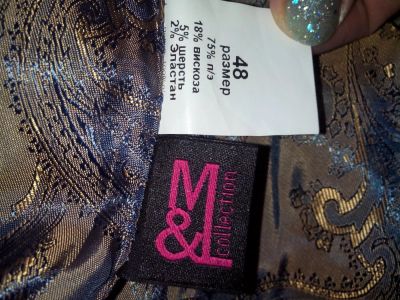 48
размер
75% п/э
18% вискоза
5% шерсть
2% Эластан
M&L
collection